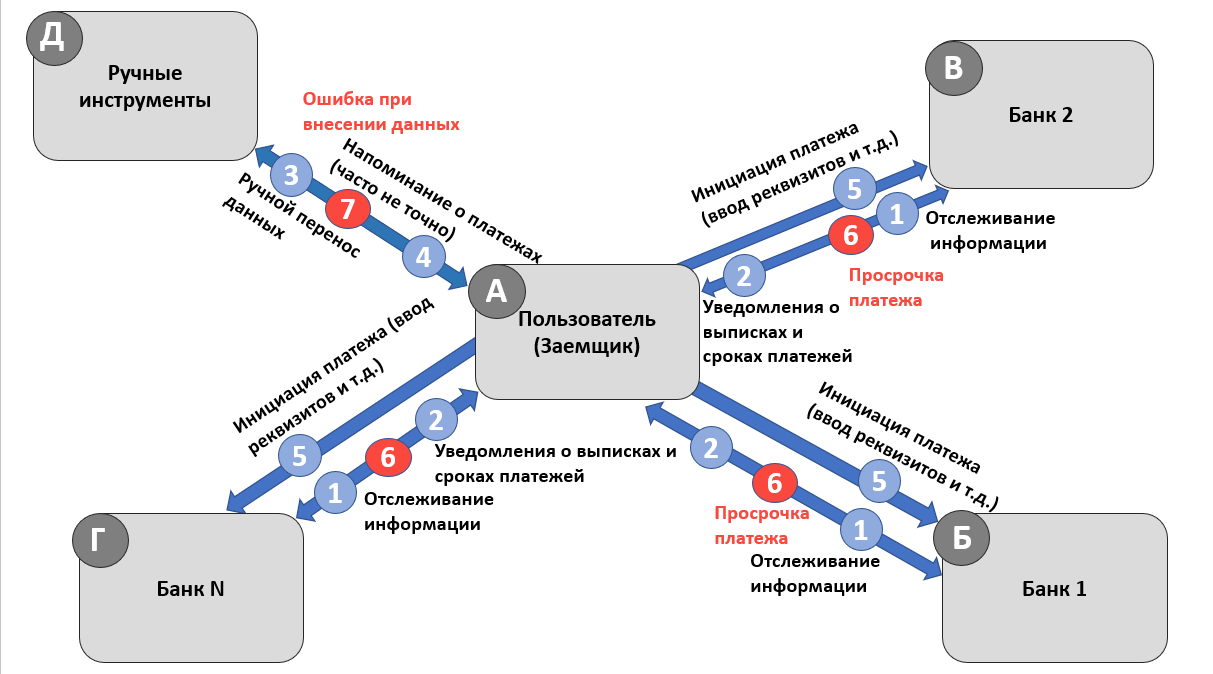 Д
Ручные
инструменты
Ошибка при
внесении данных
Напоминание о платежах
(часто не точно)
3
7
4
Ручной перенос
данных
В
Банк 2
Инициация платежа
(ввод реквизитов и т.д.)
5
1
6
2
Отслеживание
информации
Просрочка
платежа
Уведомления о
выписках и
сроках платежей
А
Пользователь
(Заемщик)
Инициация платежа (ввод
реквизитов и т.д.)
5
2
6
1
Уведомления о выписках и
сроках платежей
Отслеживание
информации
Г
Банк N
Инициация платежа
(ввод реквизитов и т.д.)
5
2
6
1
Просрочка
платежа
Отслеживание
информации
Б
Банк 1